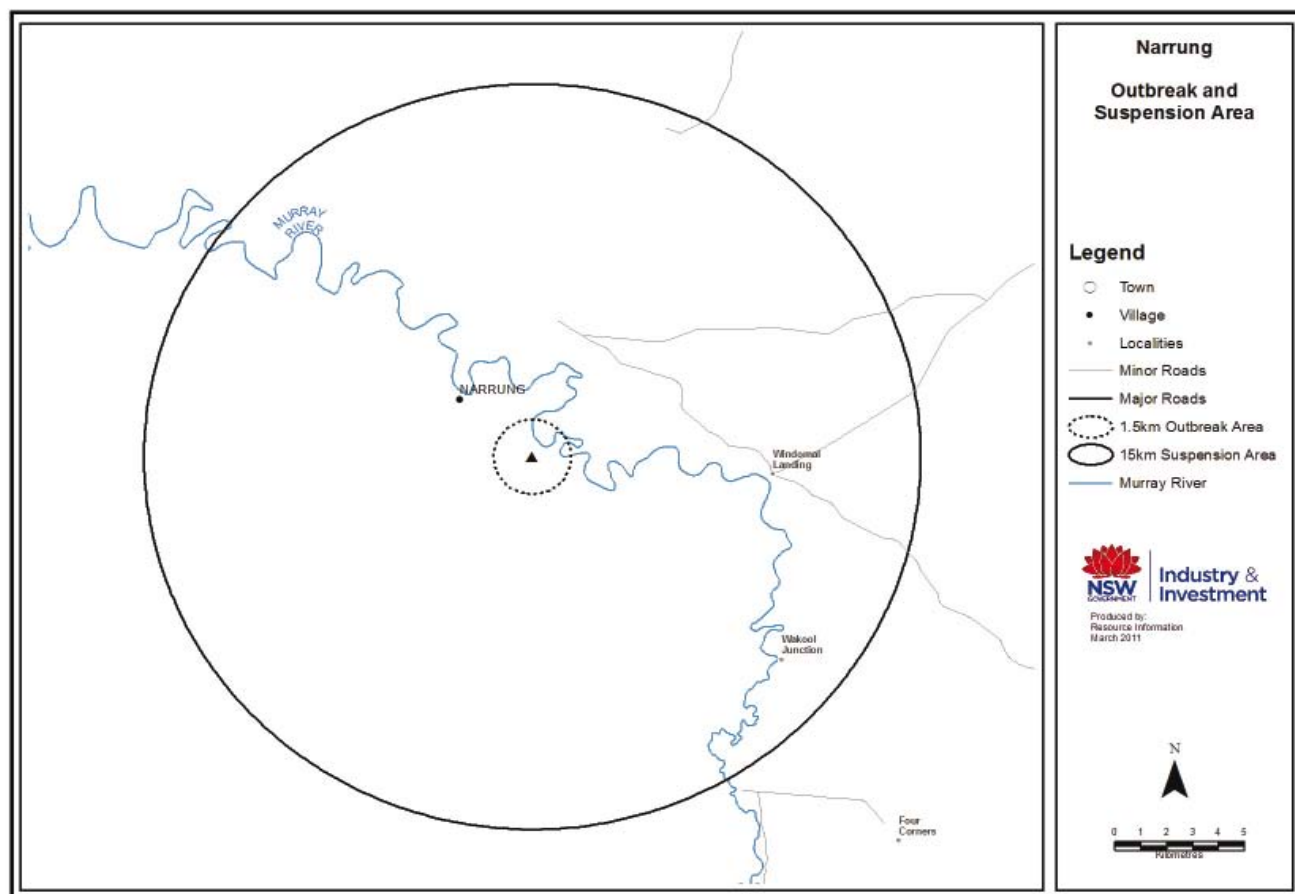 Narrung
Outbreak and
Suspension Area
MURRAY
RIVER
NARRUNG
Windomal
Landing
Wakool
Junction
Four
Corners
Legend
Town
Village
Localities
Minor Roads
Major Roads
1.5km Outbreak Area
15km Suspension Area
Murray River
NSW
GOVERNMENT
Industry &
Investment
Produced by:
Resource Information
March 2011
N
0 1 2 3 4 5
Kilometres